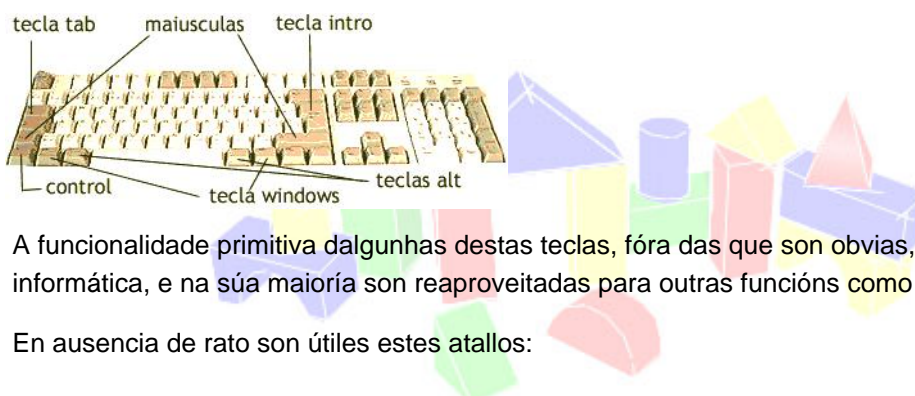 tecla tab maiusculas tecla intro
control tecla windows teclas alt
A funcionalidade primitiva dalgunhas destas teclas, fóra das que son obvias,
informática, e na súa maioría son reaproveitadas para outras funcións como
En ausencia de rato son útiles estes atallos: